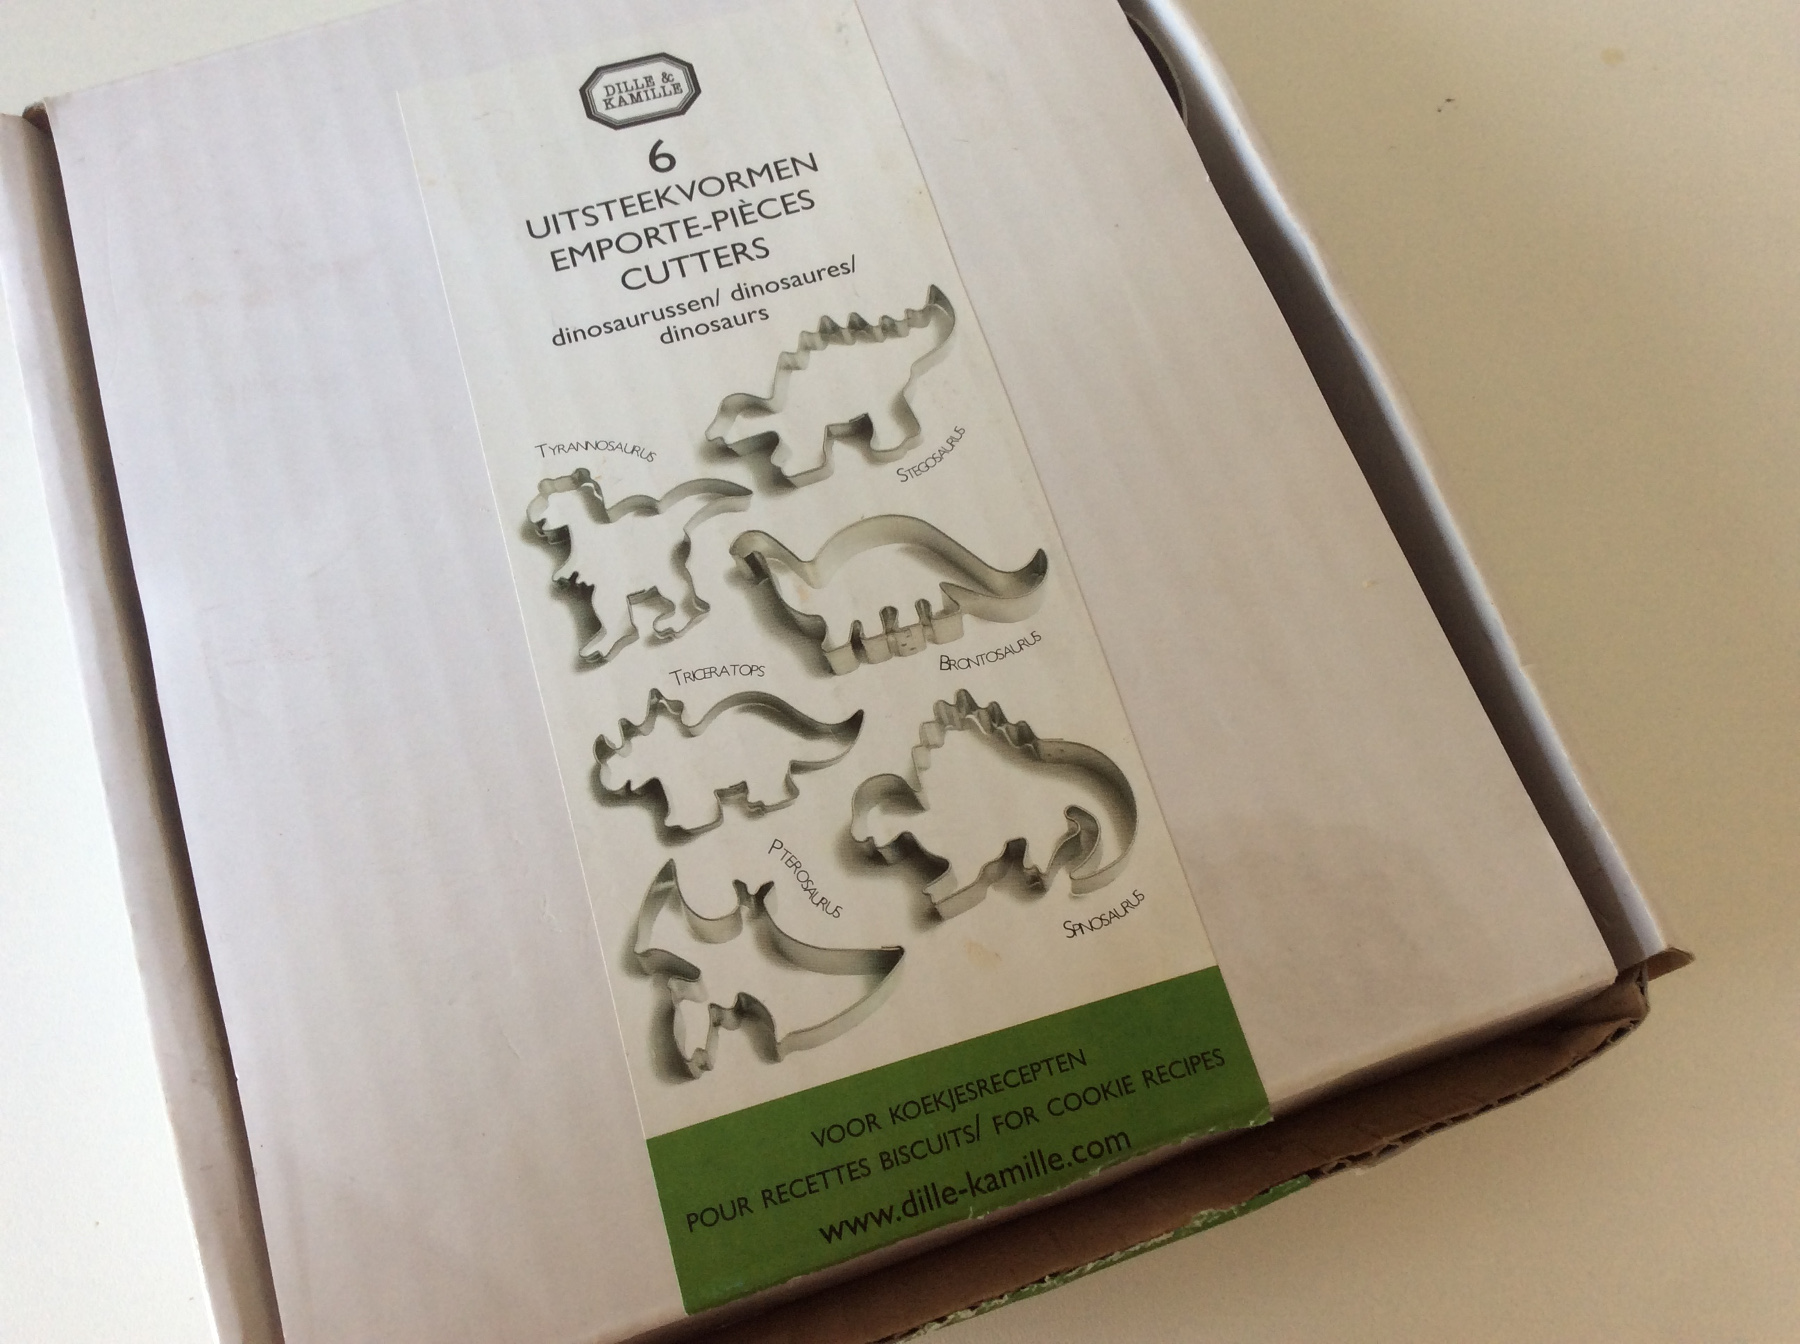 DILLE &
KAMILLE
6
UITSTEEKVORMEN
EMPORTE-PIÈCES
CUTTERS
dinosaurussen/ dinosaures/
dinosaurs
TYRANNOSAURUS
STEGOSAURUS
BRONTOSAURUS
TRICERATOPS
PTEROSAURUS
SPINOSAURUS
VOOR KOEKJESRECEPTEN
POUR RECETTES BISCUITS/ FOR COOKIE RECIPES
www.dille-kamille.com